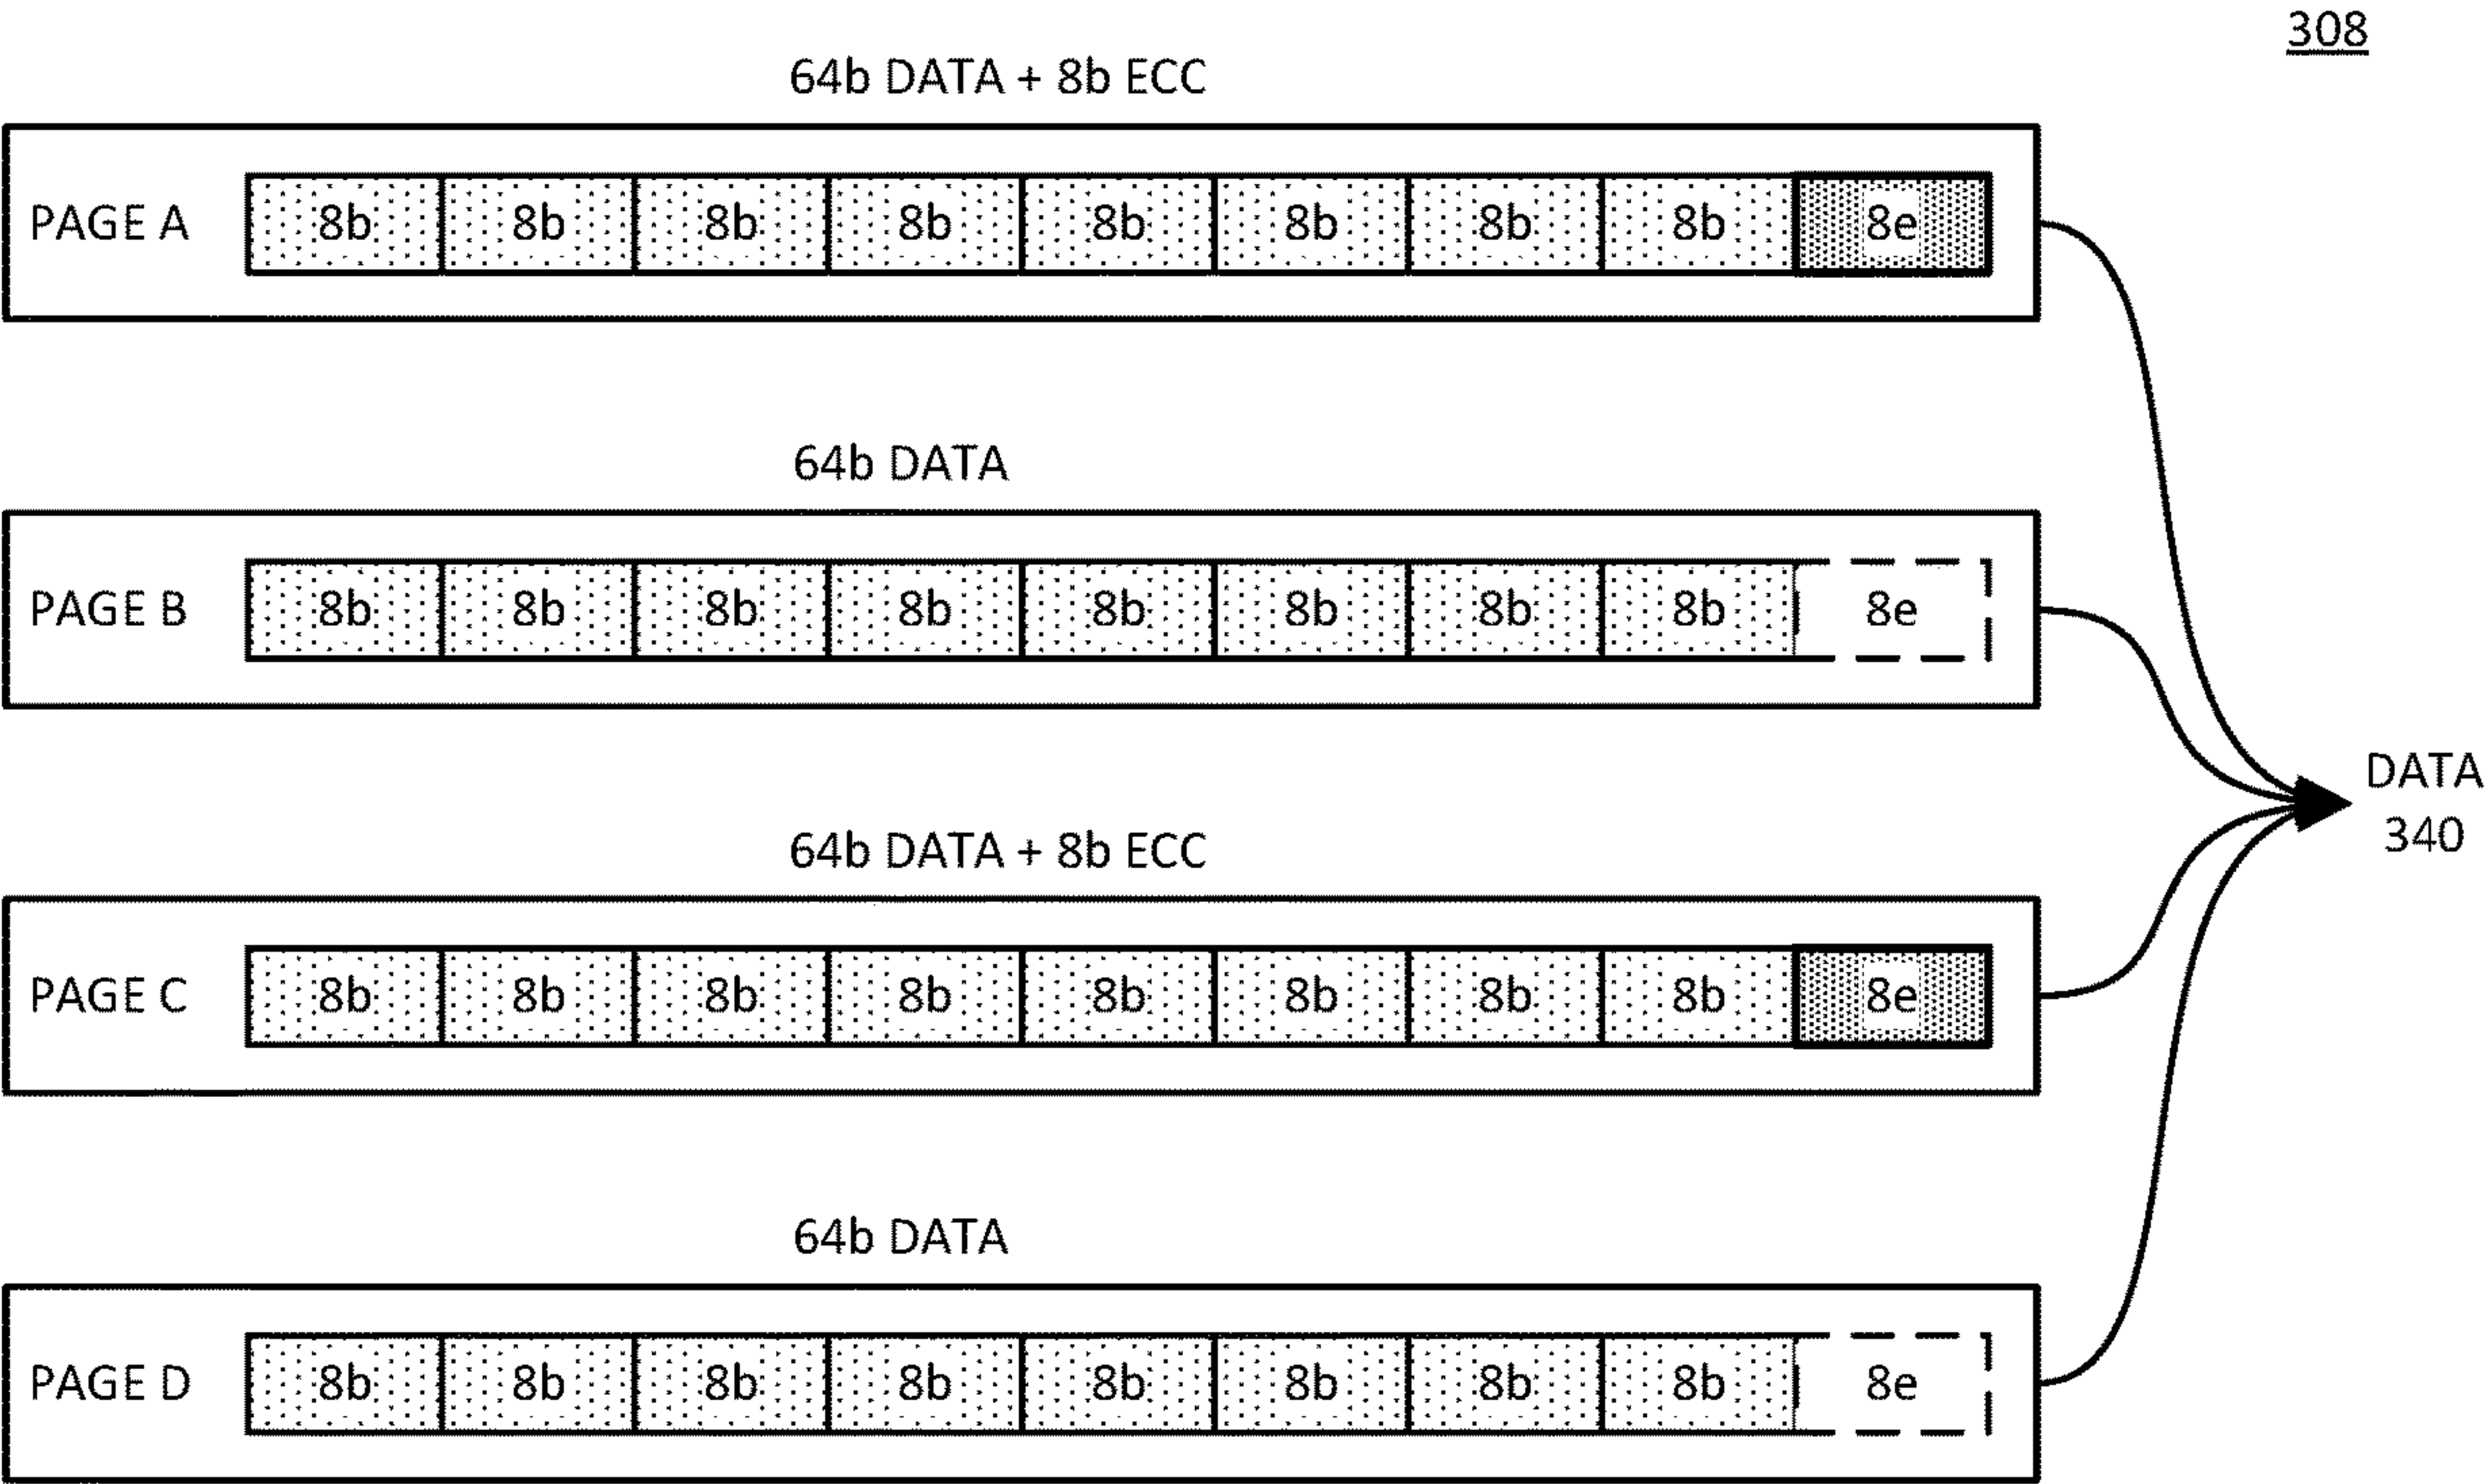 308
64b DATA + 8b ECC
PAGE A 8b 8b 8b 8b 8b 8b 8b 8b 8e
64b DATA
PAGE B 8b 8b 8b 8b 8b 8b 8b 8b 8e
DATA
340
64b DATA + 8b ECC
PAGE C 8b 8b 8b 8b 8b 8b 8b 8b 8e
64b DATA
PAGE D 8b 8b 8b 8b 8b 8b 8b 8b 8e